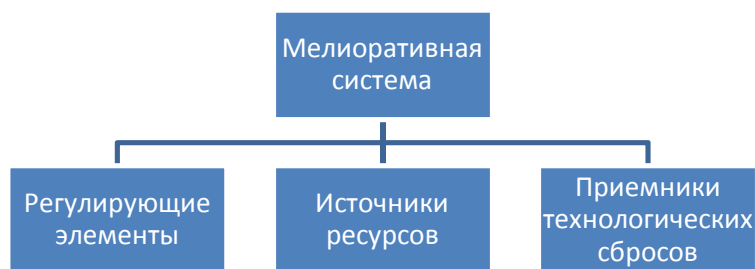 Мелиоративная
система
Регулирующие
элементы
Источники
ресурсов
Приемники
технологических
сбросов